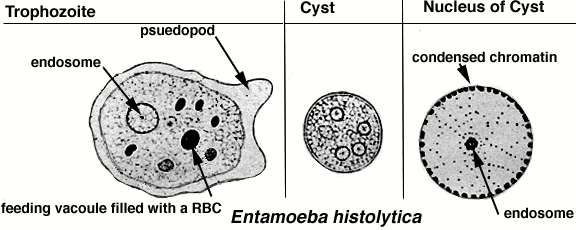 Trophozoite
Cyst
Nucleus of Cyst
psuedopod
endosome
condensed chromatin
feeding vacoule filled with a RBC
Entamoeba histolytica
endosome